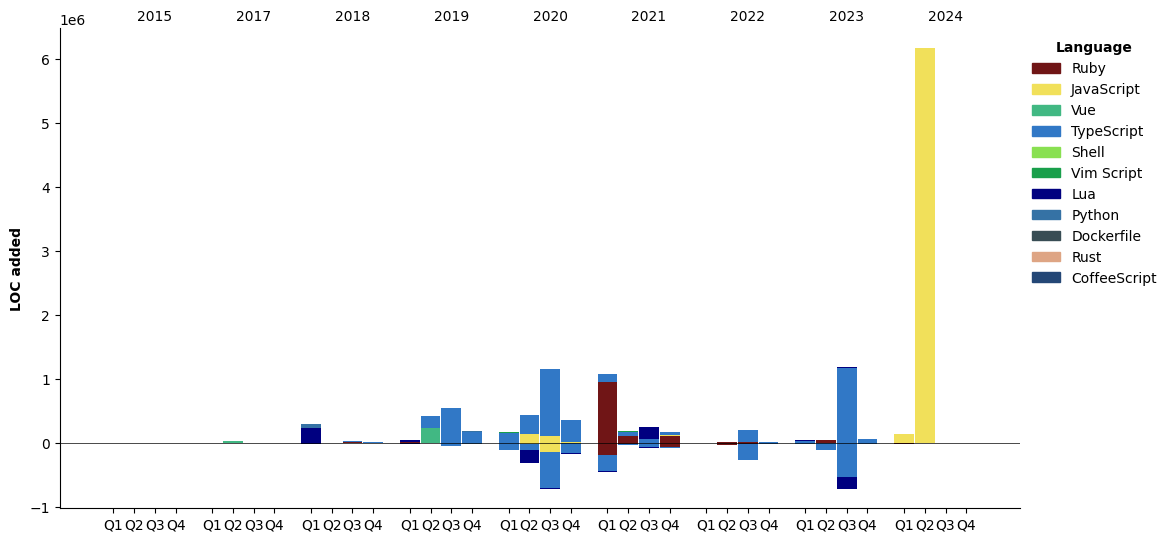 1e6
2015 2017 2018 2019 2020 2021 2022 2023 2024
LOC added
6
5
4
3
2
1
0
−1
Q1 Q2 Q3 Q4 Q1 Q2 Q3 Q4 Q1 Q2 Q3 Q4 Q1 Q2 Q3 Q4 Q1 Q2 Q3 Q4 Q1 Q2 Q3 Q4 Q1 Q2 Q3 Q4 Q1 Q2 Q3 Q4 Q1 Q2 Q3 Q4
Language
Ruby
JavaScript
Vue
TypeScript
Shell
Vim Script
Lua
Python
Dockerfile
Rust
CoffeeScript